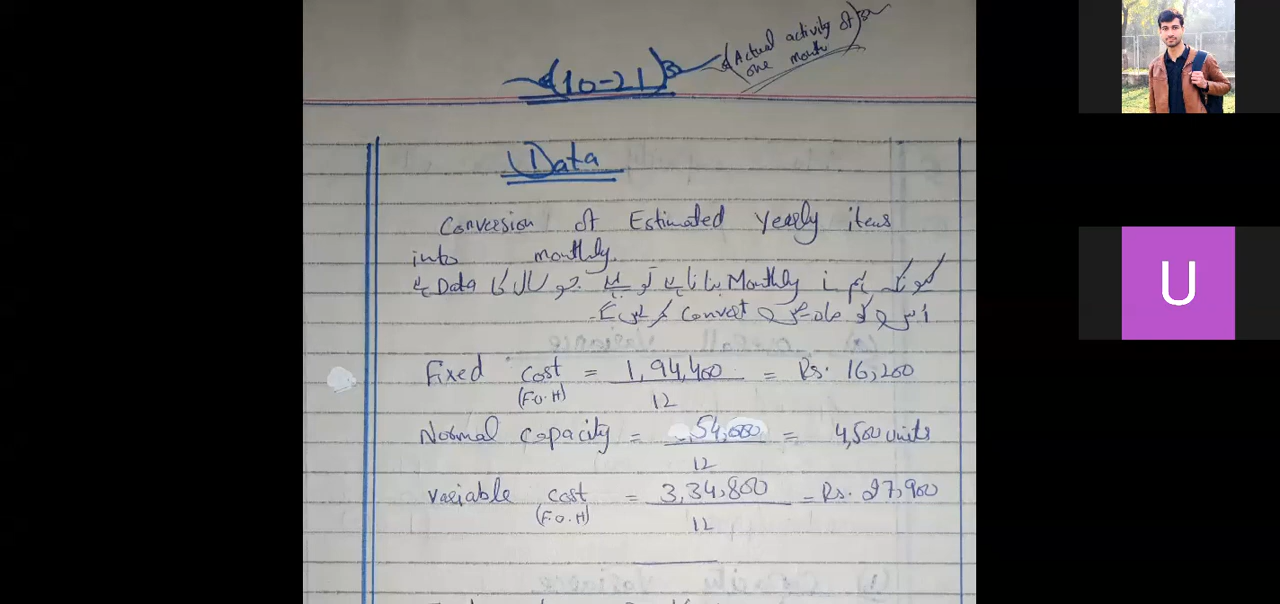 (10-21)
(Actual activity of
one month)
Data
Conversion of Estimated Yearly items
into monthly.
کیونکہ ہم نے Monthly بنانا ہے تو جو سال کا Data ہے
اس کو ماہ میں Convert کریں گے۔
Fixed cost = 1,94,400 = Rs. 16,200
(F.O.H) 12
Normal capacity = 54,000 = 4,500 units
12
Variable cost = 3,34,800 = Rs. 27,900
(F.O.H) 12
U